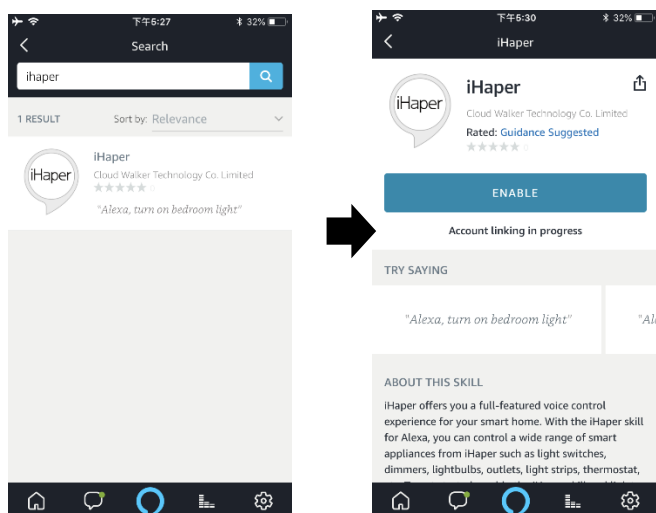 下午5:27
32%
Search
ihaper
1 RESULT
Sort by: Relevance
iHaper
iHaper
Cloud Walker Technology Co. Limited
0
"Alexa, turn on bedroom light"
下午5:30
32%
iHaper
iHaper
iHaper
Cloud Walker Technology Co. Limited
Rated: Guidance Suggested
0
ENABLE
Account linking in progress
TRY SAYING
"Alexa, turn on bedroom light"
"Al
ABOUT THIS SKILL
iHaper offers you a full-featured voice control
experience for your smart home. With the iHaper skill
for Alexa, you can control a wide range of smart
appliances from iHaper such as light switches,
dimmers, lightbulbs, outlets, light strips, thermostat,